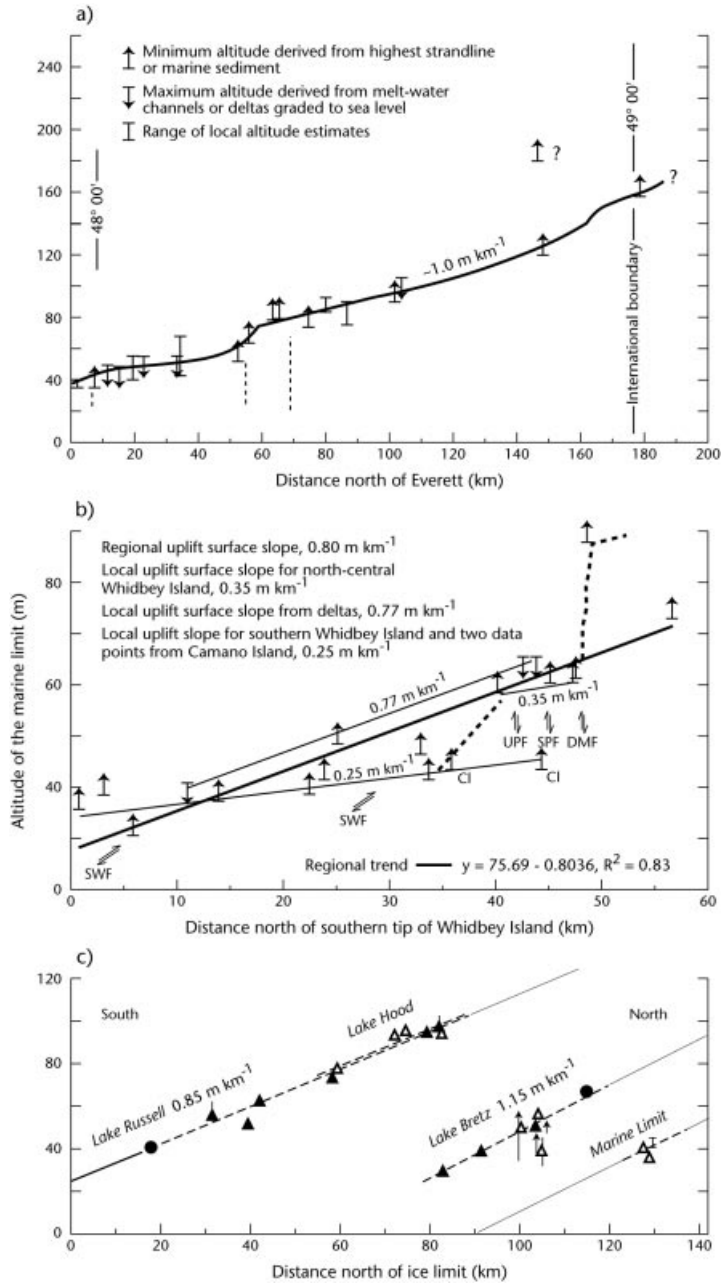 a)
260
220
200
160
120
80
40
0
Minimum altitude derived from highest strandline
or marine sediment
Maximum altitude derived from melt-water
channels or deltas graded to sea level
Range of local altitude estimates
48° 00'
49° 00'
International boundary
?
?
~1.0 m km⁻¹
0 20 40 60 80 100 120 140 160 180 200
Distance north of Everett (km)
b)
Altitude of the marine limit (m)
80
60
40
20
0
Regional uplift surface slope, 0.80 m km⁻¹
Local uplift surface slope for north-central
Whidbey Island, 0.35 m km⁻¹
Local uplift surface slope from deltas, 0.77 m km⁻¹
Local uplift slope for southern Whidbey Island and two data
points from Camano Island, 0.25 m km⁻¹
0.77 m km⁻¹
0.35 m km⁻¹
UPF SPF DMF
0.25 m km⁻¹
CI CI
SWF
SWF
Regional trend y = 75.69 - 0.8036, R² = 0.83
0 10 20 30 40 50 60
Distance north of southern tip of Whidbey Island (km)
c)
120
80
40
0
South
North
Lake Hood
Lake Russell 0.85 m km⁻¹
Lake Bretz 1.15 m km⁻¹
Marine Limit
0 20 40 60 80 100 120 140
Distance north of ice limit (km)